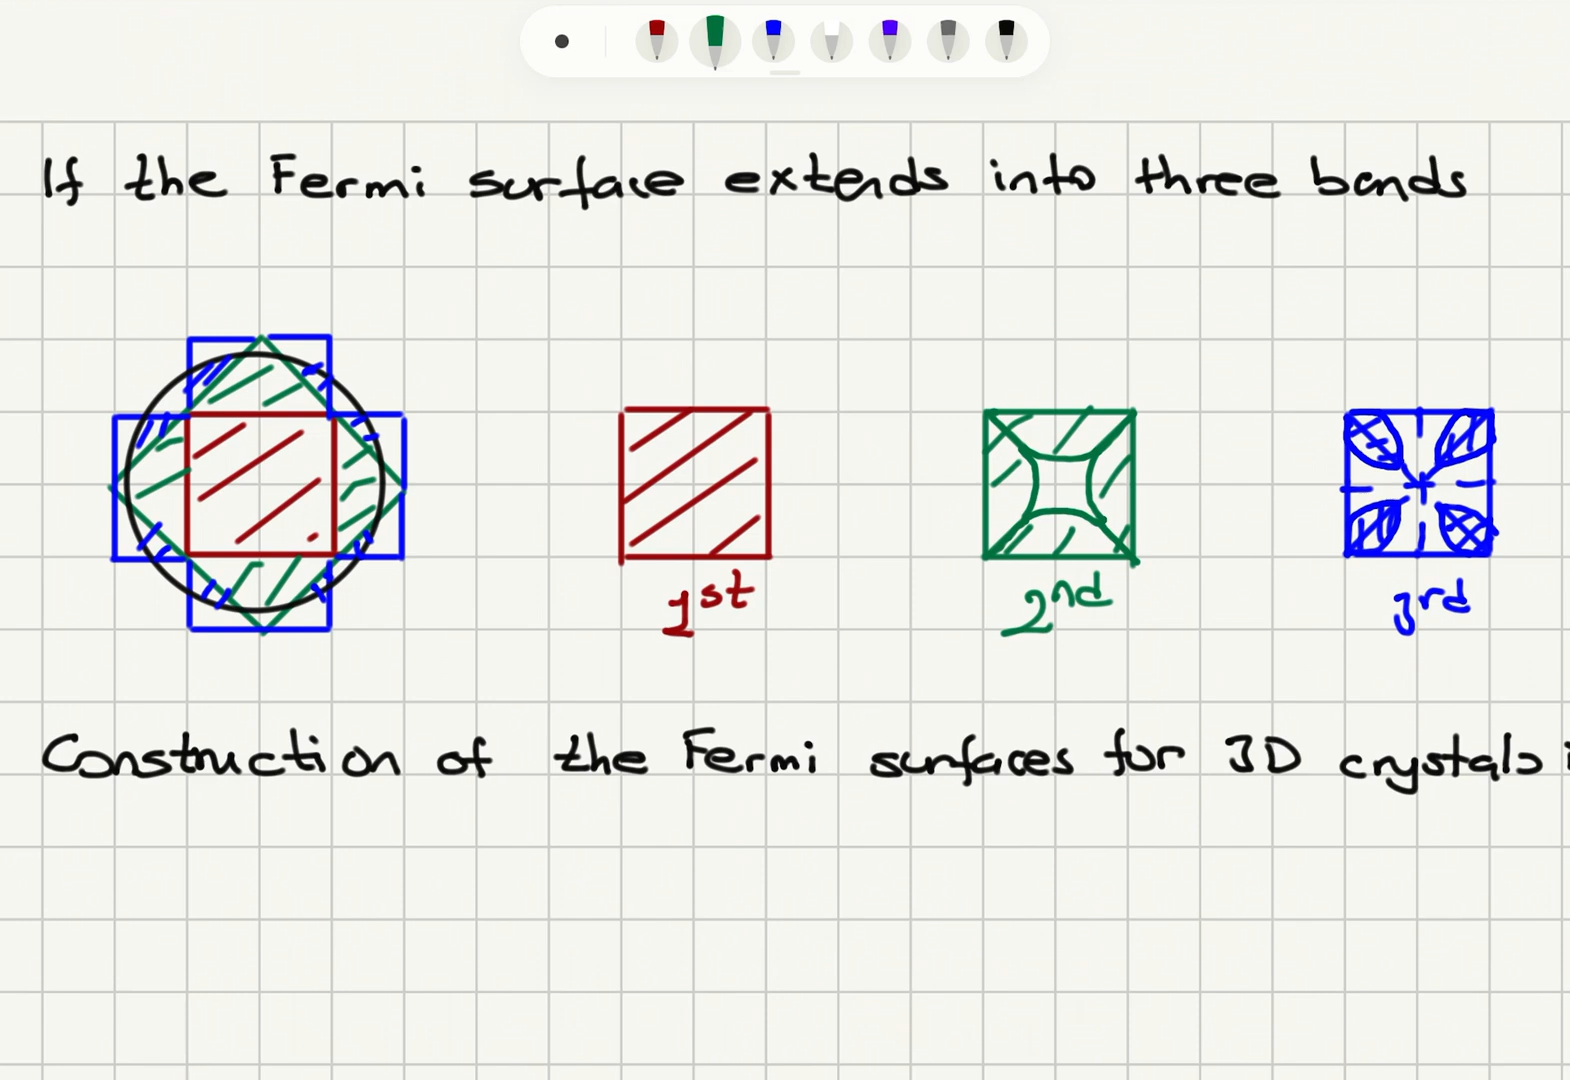 If the Fermi surface extends into three bands
1st 2nd 3rd
Construction of the Fermi surfaces for 3D crystals